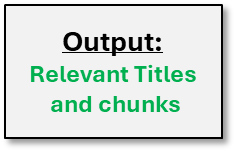 Output:
Relevant Titles
and chunks